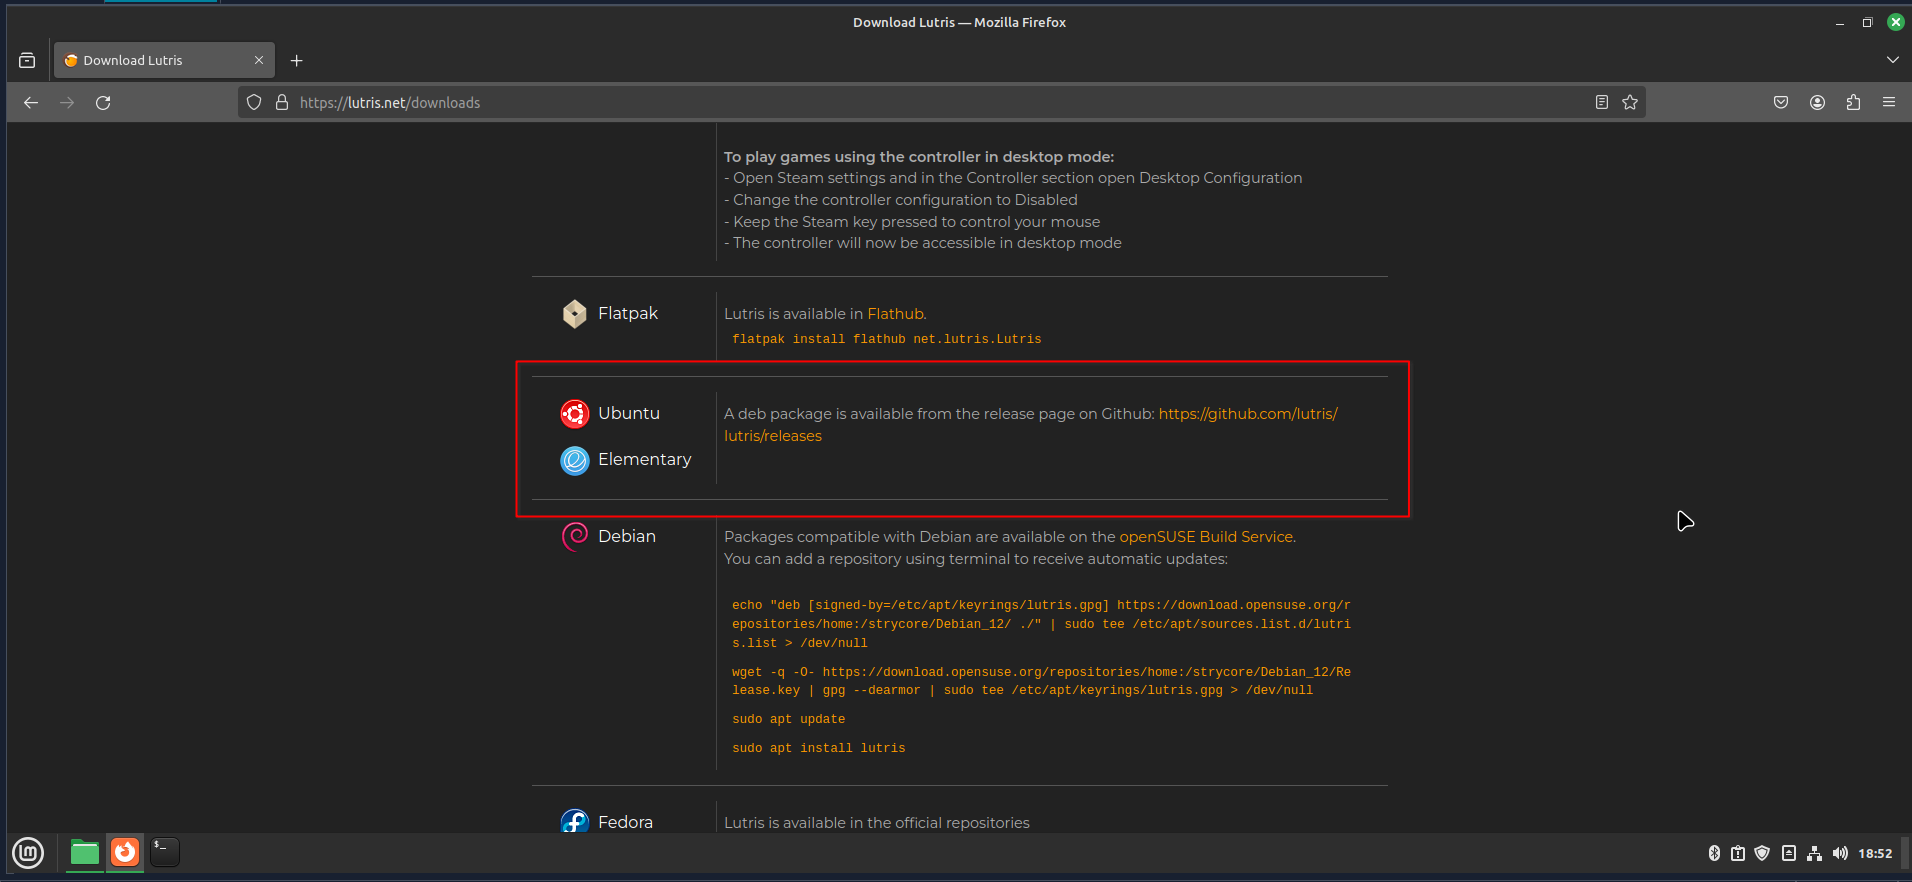 Download Lutris — Mozilla Firefox
Download Lutris
https://lutris.net/downloads
To play games using the controller in desktop mode:
- Open Steam settings and in the Controller section open Desktop Configuration
- Change the controller configuration to Disabled
- Keep the Steam key pressed to control your mouse
- The controller will now be accessible in desktop mode
Flatpak
Lutris is available in Flathub.
flatpak install flathub net.lutris.Lutris
Ubuntu
Elementary
A deb package is available from the release page on Github: https://github.com/lutris/
lutris/releases
Debian
Packages compatible with Debian are available on the openSUSE Build Service.
You can add a repository using terminal to receive automatic updates:
echo "deb [signed-by=/etc/apt/keyrings/lutris.gpg] https://download.opensuse.org/r
epositories/home:/strycore/Debian_12/ ./" | sudo tee /etc/apt/sources.list.d/lutri
s.list > /dev/null
wget -q -O- https://download.opensuse.org/repositories/home:/strycore/Debian_12/Re
lease.key | gpg --dearmor | sudo tee /etc/apt/keyrings/lutris.gpg > /dev/null
sudo apt update
sudo apt install lutris
Fedora
Lutris is available in the official repositories
lm
$_
18:52